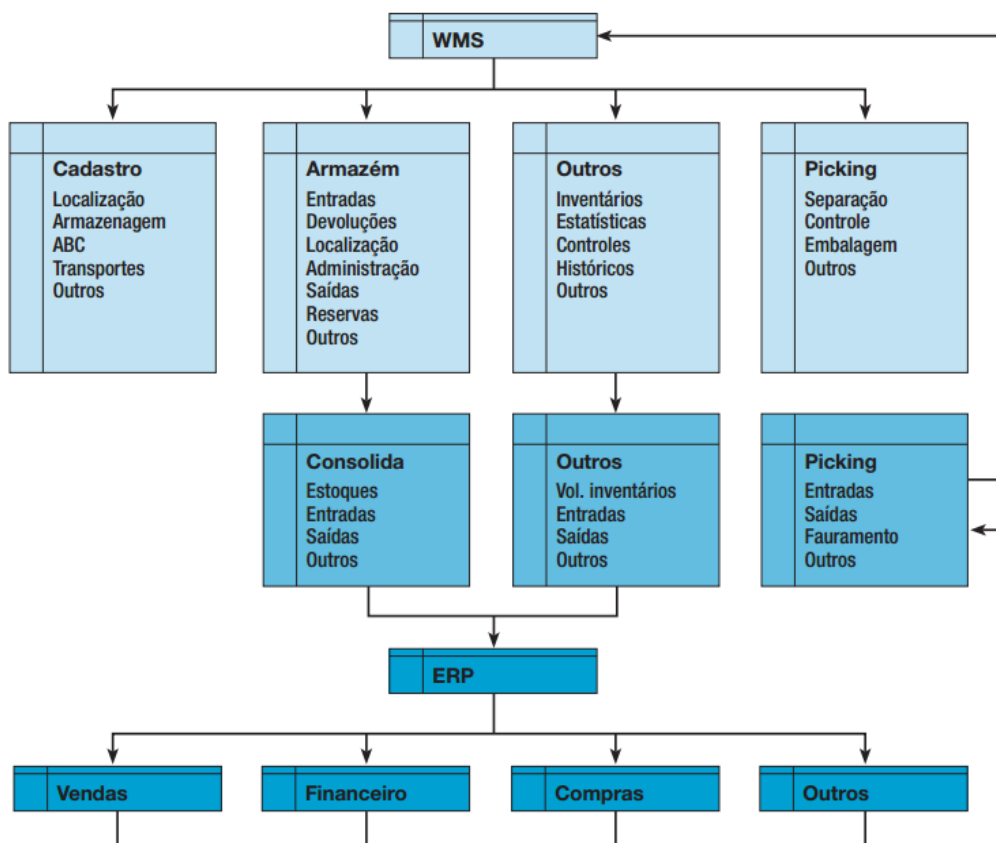 WMS
Cadastro
Localização
Armazenagem
ABC
Transportes
Outros
Armazém
Entradas
Devoluções
Localização
Administração
Saídas
Reservas
Outros
Outros
Inventários
Estatísticas
Controles
Históricos
Outros
Picking
Separação
Controle
Embalagem
Outros
Consolida
Estoques
Entradas
Saídas
Outros
Outros
Vol. inventários
Entradas
Saídas
Outros
Picking
Entradas
Saídas
Fauramento
Outros
ERP
Vendas
Financeiro
Compras
Outros